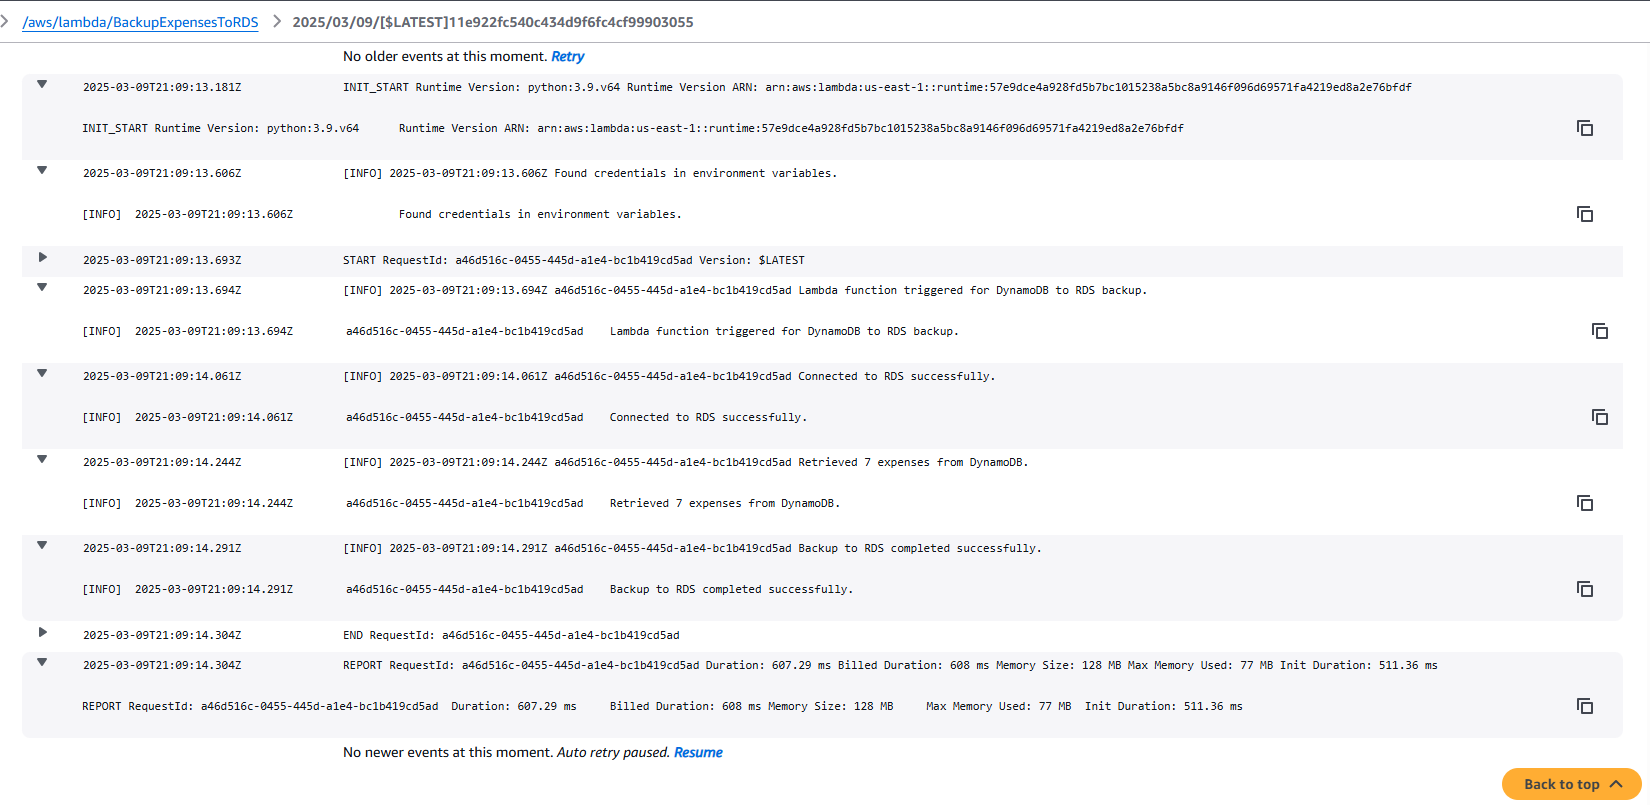 /aws/lambda/BackupExpensesToRDS > 2025/03/09/[$LATEST]11e922fc540c434d9f6fc4cf99903055
No older events at this moment. Retry
2025-03-09T21:09:13.181Z INIT_START Runtime Version: python:3.9.v64 Runtime Version ARN: arn:aws:lambda:us-east-1::runtime:57e9dce4a928fd5b7bc1015238a5bc8a9146f096d69571fa4219ed8a2e76bfdf
INIT_START Runtime Version: python:3.9.v64 Runtime Version ARN: arn:aws:lambda:us-east-1::runtime:57e9dce4a928fd5b7bc1015238a5bc8a9146f096d69571fa4219ed8a2e76bfdf
2025-03-09T21:09:13.606Z [INFO] 2025-03-09T21:09:13.606Z Found credentials in environment variables.
[INFO] 2025-03-09T21:09:13.606Z Found credentials in environment variables.
2025-03-09T21:09:13.693Z START RequestId: a46d516c-0455-445d-a1e4-bc1b419cd5ad Version: $LATEST
2025-03-09T21:09:13.694Z [INFO] 2025-03-09T21:09:13.694Z a46d516c-0455-445d-a1e4-bc1b419cd5ad Lambda function triggered for DynamoDB to RDS backup.
[INFO] 2025-03-09T21:09:13.694Z a46d516c-0455-445d-a1e4-bc1b419cd5ad Lambda function triggered for DynamoDB to RDS backup.
2025-03-09T21:09:14.061Z [INFO] 2025-03-09T21:09:14.061Z a46d516c-0455-445d-a1e4-bc1b419cd5ad Connected to RDS successfully.
[INFO] 2025-03-09T21:09:14.061Z a46d516c-0455-445d-a1e4-bc1b419cd5ad Connected to RDS successfully.
2025-03-09T21:09:14.244Z [INFO] 2025-03-09T21:09:14.244Z a46d516c-0455-445d-a1e4-bc1b419cd5ad Retrieved 7 expenses from DynamoDB.
[INFO] 2025-03-09T21:09:14.244Z a46d516c-0455-445d-a1e4-bc1b419cd5ad Retrieved 7 expenses from DynamoDB.
2025-03-09T21:09:14.291Z [INFO] 2025-03-09T21:09:14.291Z a46d516c-0455-445d-a1e4-bc1b419cd5ad Backup to RDS completed successfully.
[INFO] 2025-03-09T21:09:14.291Z a46d516c-0455-445d-a1e4-bc1b419cd5ad Backup to RDS completed successfully.
2025-03-09T21:09:14.304Z END RequestId: a46d516c-0455-445d-a1e4-bc1b419cd5ad
2025-03-09T21:09:14.304Z REPORT RequestId: a46d516c-0455-445d-a1e4-bc1b419cd5ad Duration: 607.29 ms Billed Duration: 608 ms Memory Size: 128 MB Max Memory Used: 77 MB Init Duration: 511.36 ms
REPORT RequestId: a46d516c-0455-445d-a1e4-bc1b419cd5ad Duration: 607.29 ms Billed Duration: 608 ms Memory Size: 128 MB Max Memory Used: 77 MB Init Duration: 511.36 ms
No newer events at this moment. Auto retry paused. Resume
Back to top